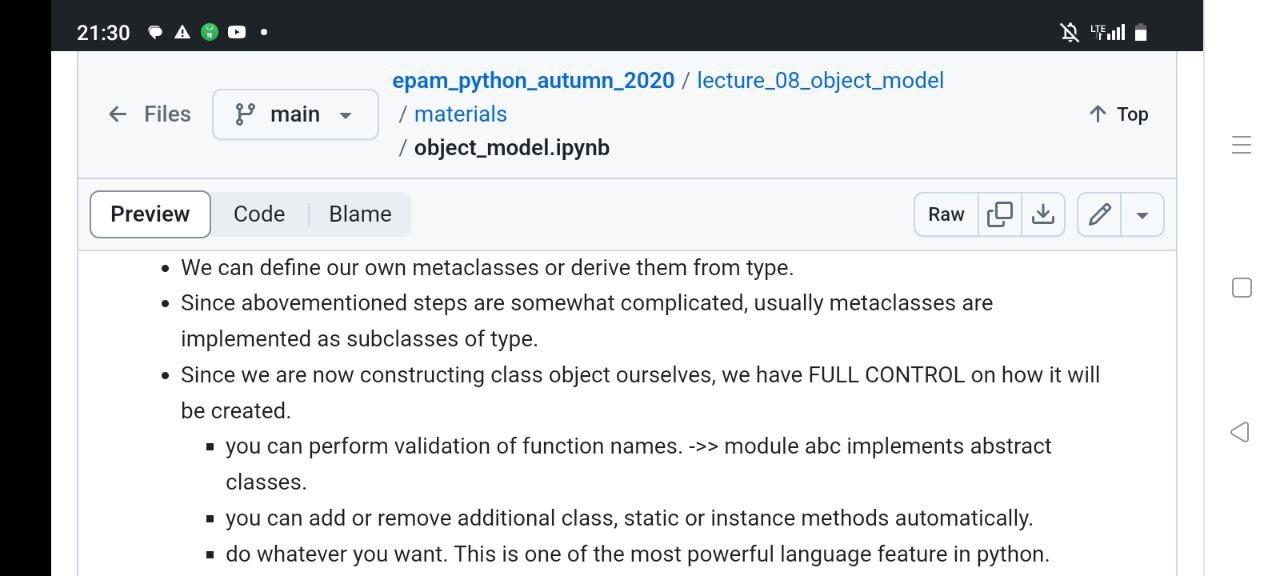 21:30
LTE
epam_python_autumn_2020 / lecture_08_object_model
← Files
main
/ materials
↑ Top
/ object_model.ipynb
Preview
Code
Blame
Raw
• We can define our own metaclasses or derive them from type.
• Since abovementioned steps are somewhat complicated, usually metaclasses are
implemented as subclasses of type.
• Since we are now constructing class object ourselves, we have FULL CONTROL on how it will
be created.
▪ you can perform validation of function names. ->> module abc implements abstract
classes.
▪ you can add or remove additional class, static or instance methods automatically.
▪ do whatever you want. This is one of the most powerful language feature in python.